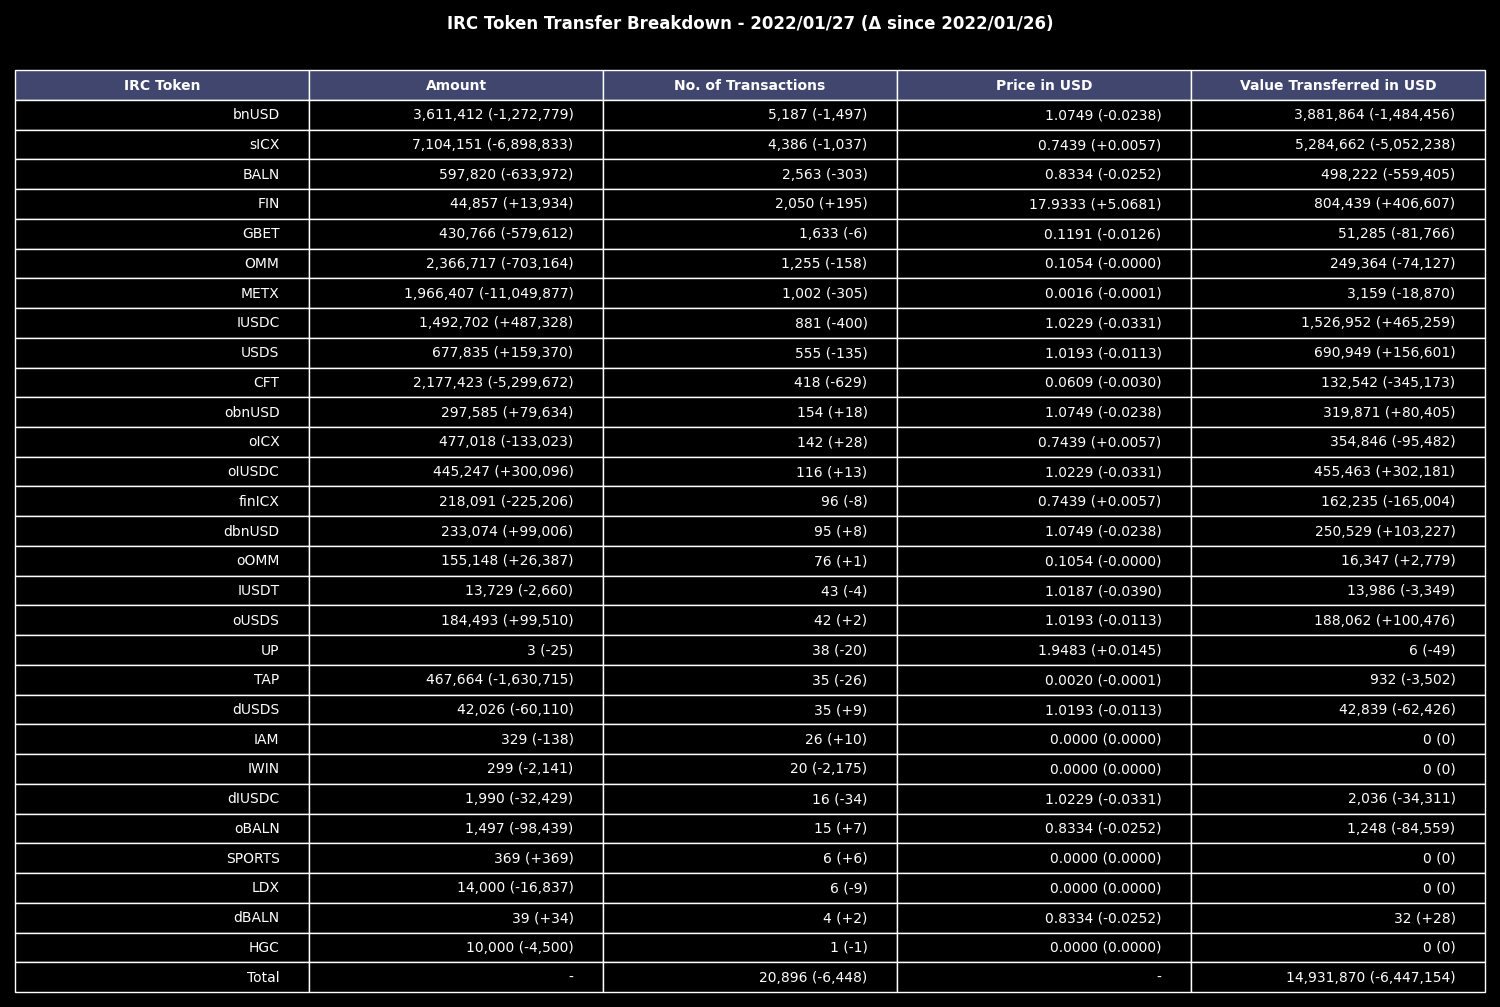 IRC Token Transfer Breakdown - 2022/01/27 (Δ since 2022/01/26)
IRC Token Amount No. of Transactions Price in USD Value Transferred in USD
bnUSD 3,611,412 (-1,272,779) 5,187 (-1,497) 1.0749 (-0.0238) 3,881,864 (-1,484,456)
sICX 7,104,151 (-6,898,833) 4,386 (-1,037) 0.7439 (+0.0057) 5,284,662 (-5,052,238)
BALN 597,820 (-633,972) 2,563 (-303) 0.8334 (-0.0252) 498,222 (-559,405)
FIN 44,857 (+13,934) 2,050 (+195) 17.9333 (+5.0681) 804,439 (+406,607)
GBET 430,766 (-579,612) 1,633 (-6) 0.1191 (-0.0126) 51,285 (-81,766)
OMM 2,366,717 (-703,164) 1,255 (-158) 0.1054 (-0.0000) 249,364 (-74,127)
METX 1,966,407 (-11,049,877) 1,002 (-305) 0.0016 (-0.0001) 3,159 (-18,870)
IUSDC 1,492,702 (+487,328) 881 (-400) 1.0229 (-0.0331) 1,526,952 (+465,259)
USDS 677,835 (+159,370) 555 (-135) 1.0193 (-0.0113) 690,949 (+156,601)
CFT 2,177,423 (-5,299,672) 418 (-629) 0.0609 (-0.0030) 132,542 (-345,173)
obnUSD 297,585 (+79,634) 154 (+18) 1.0749 (-0.0238) 319,871 (+80,405)
oICX 477,018 (-133,023) 142 (+28) 0.7439 (+0.0057) 354,846 (-95,482)
oIUSDC 445,247 (+300,096) 116 (+13) 1.0229 (-0.0331) 455,463 (+302,181)
finICX 218,091 (-225,206) 96 (-8) 0.7439 (+0.0057) 162,235 (-165,004)
dbnUSD 233,074 (+99,006) 95 (+8) 1.0749 (-0.0238) 250,529 (+103,227)
oOMM 155,148 (+26,387) 76 (+1) 0.1054 (-0.0000) 16,347 (+2,779)
IUSDT 13,729 (-2,660) 43 (-4) 1.0187 (-0.0390) 13,986 (-3,349)
oUSDS 184,493 (+99,510) 42 (+2) 1.0193 (-0.0113) 188,062 (+100,476)
UP 3 (-25) 38 (-20) 1.9483 (+0.0145) 6 (-49)
TAP 467,664 (-1,630,715) 35 (-26) 0.0020 (-0.0001) 932 (-3,502)
dUSDS 42,026 (-60,110) 35 (+9) 1.0193 (-0.0113) 42,839 (-62,426)
IAM 329 (-138) 26 (+10) 0.0000 (0.0000) 0 (0)
IWIN 299 (-2,141) 20 (-2,175) 0.0000 (0.0000) 0 (0)
dIUSDC 1,990 (-32,429) 16 (-34) 1.0229 (-0.0331) 2,036 (-34,311)
oBALN 1,497 (-98,439) 15 (+7) 0.8334 (-0.0252) 1,248 (-84,559)
SPORTS 369 (+369) 6 (+6) 0.0000 (0.0000) 0 (0)
LDX 14,000 (-16,837) 6 (-9) 0.0000 (0.0000) 0 (0)
dBALN 39 (+34) 4 (+2) 0.8334 (-0.0252) 32 (+28)
HGC 10,000 (-4,500) 1 (-1) 0.0000 (0.0000) 0 (0)
Total - 20,896 (-6,448) - 14,931,870 (-6,447,154)